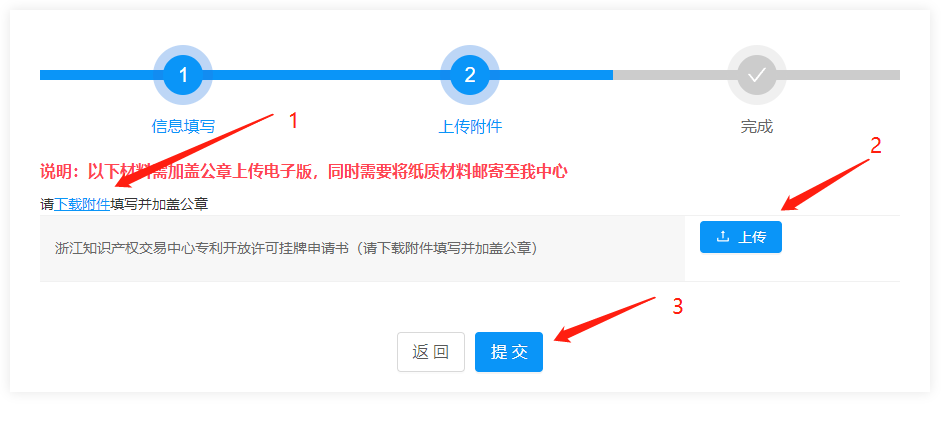 1
2
信息填写
上传附件
完成
1
2
说明：以下材料需加盖公章上传电子版，同时需要将纸质材料邮寄至我中心
请下载附件填写并加盖公章
浙江知识产权交易中心专利开放许可挂牌申请书（请下载附件填写并加盖公章）
上传
3
返 回
提 交